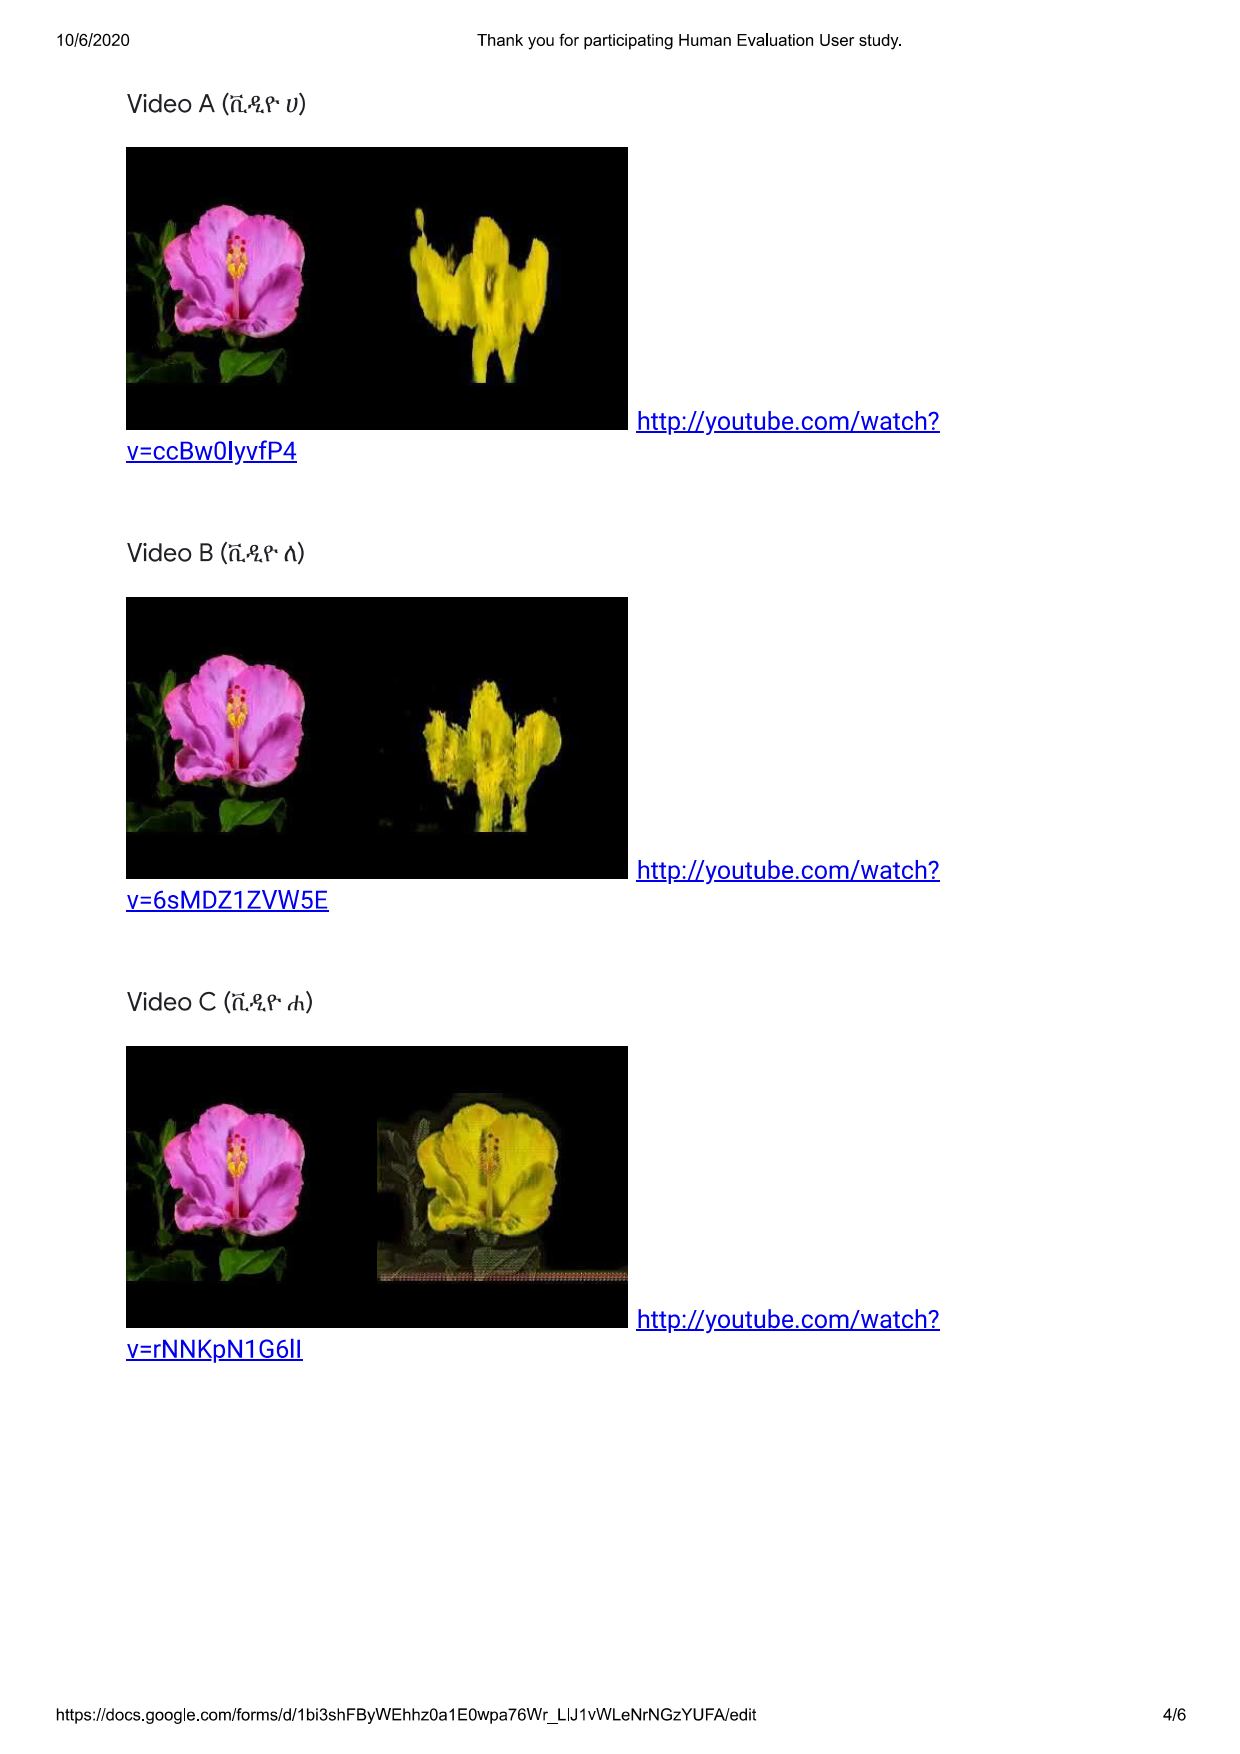 10/6/2020 Thank you for participating Human Evaluation User study.
Video A (ቪዲዮ ሀ)
http://youtube.com/watch?
v=ccBw0lyvfP4
Video B (ቪዲዮ ለ)
http://youtube.com/watch?
v=6sMDZ1ZVW5E
Video C (ቪዲዮ ሐ)
http://youtube.com/watch?
v=rNNKpN1G6lI
https://docs.google.com/forms/d/1bi3shFByWEhhz0a1E0wpa76Wr_LlJ1vWLeNrNGzYUFA/edit 4/6